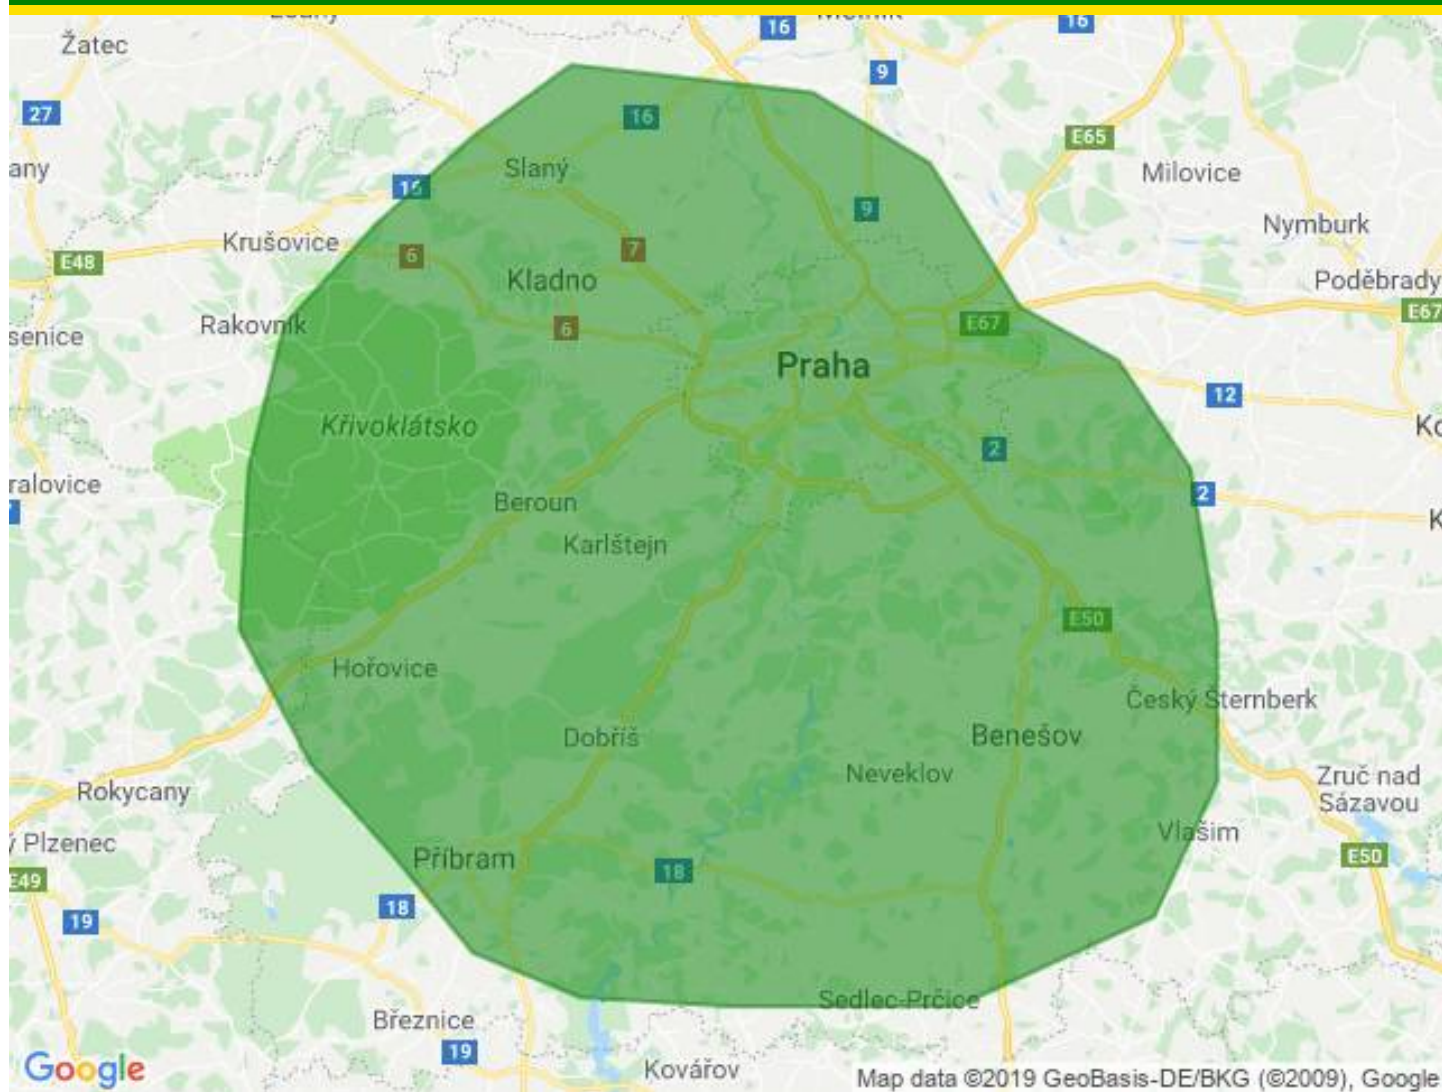 16
16
Žatec
9
27
16
E65
any
Slaný
Milovice
16
9
Nymburk
Krušovice
6
7
E48
Kladno
Poděbrady
E67
Rakovník
6
E67
senice
Praha
12
Křivoklátsko
2
ralovice
Beroun
2
Karlštejn
E50
Hořovice
Český Šternberk
Dobříš
Benešov
Neveklov
Zruč nad
Sázavou
Rokycany
Vlašim
ý Plzenec
Příbram
18
E50
E49
18
19
Sedlec-Prčice
Březnice
19
Kovářov
Google
Map data ©2019 GeoBasis-DE/BKG (©2009), Google